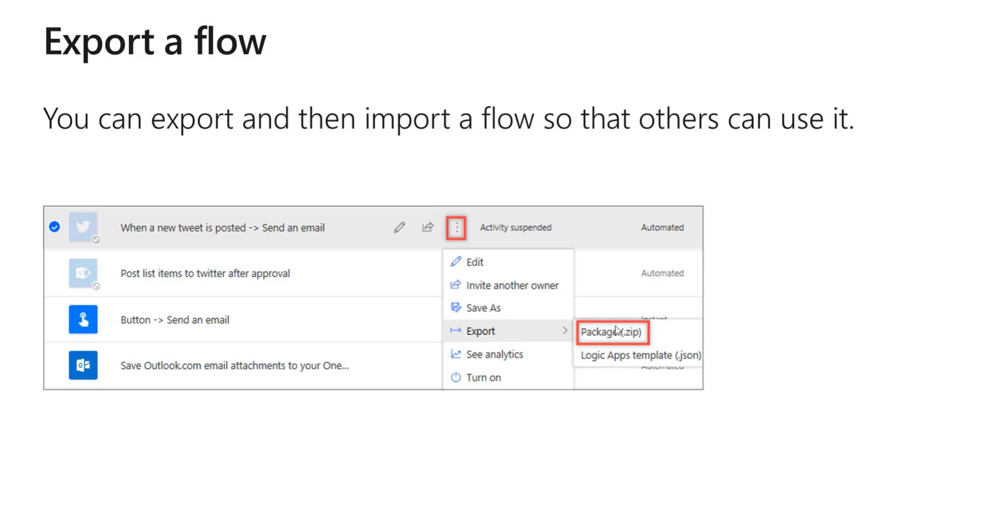 Export a flow
You can export and then import a flow so that others can use it.
When a new tweet is posted -> Send an email Activity suspended Automated
Edit
Post list items to twitter after approval Automated
Invite another owner
Save As
Button -> Send an email Instant
Export Package (.zip)
See analytics Logic Apps template (.json)
Save Outlook.com email attachments to your One... Automated
Turn on